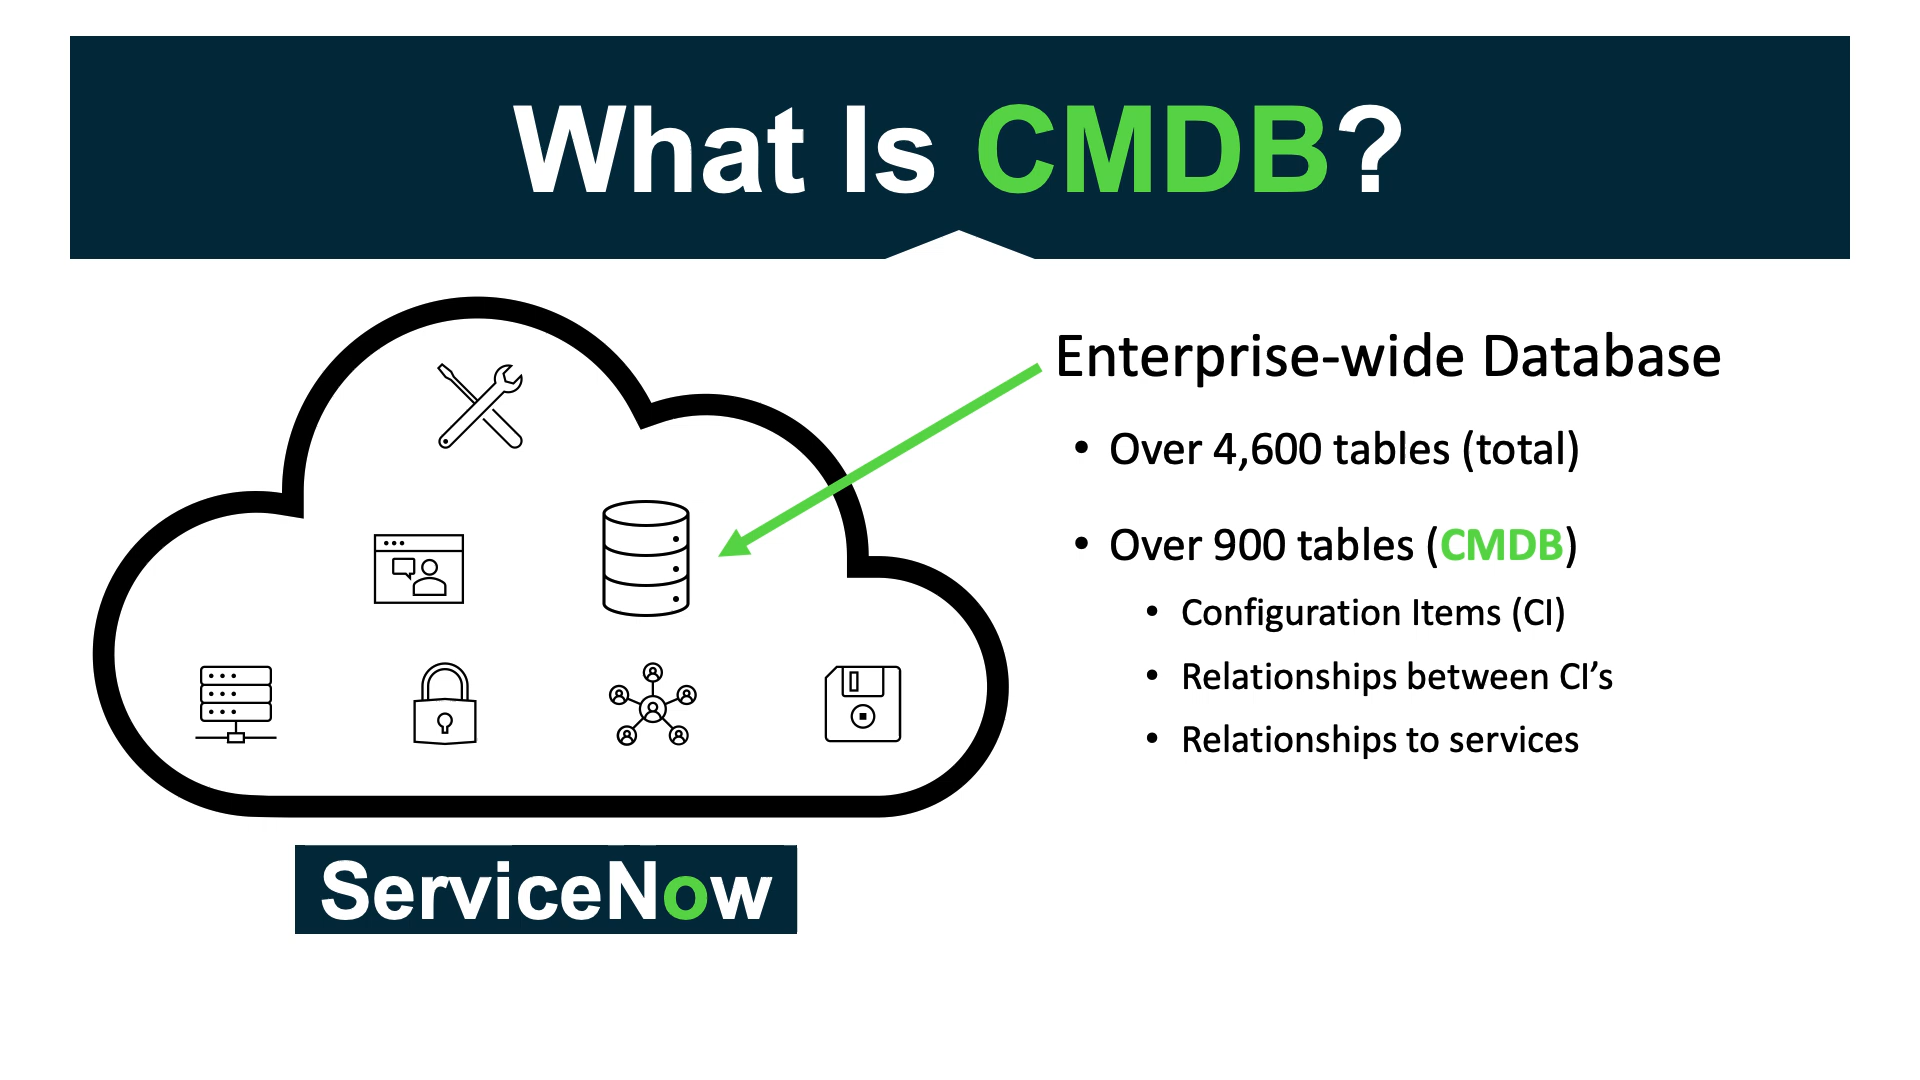 What Is CMDB?
Enterprise-wide Database
• Over 4,600 tables (total)
• Over 900 tables (CMDB)
• Configuration Items (CI)
• Relationships between CI’s
• Relationships to services
ServiceNow